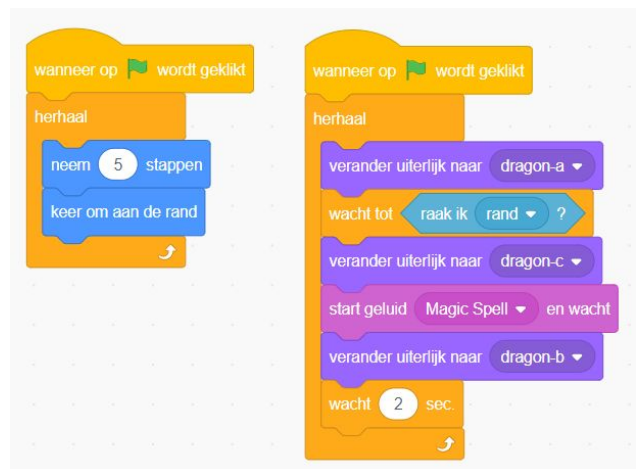 wanneer op wordt geklikt
herhaal
neem 5 stappen
keer om aan de rand
wanneer op wordt geklikt
herhaal
verander uiterlijk naar dragon-a
wacht tot raak ik rand ?
verander uiterlijk naar dragon-c
start geluid Magic Spell en wacht
verander uiterlijk naar dragon-b
wacht 2 sec.